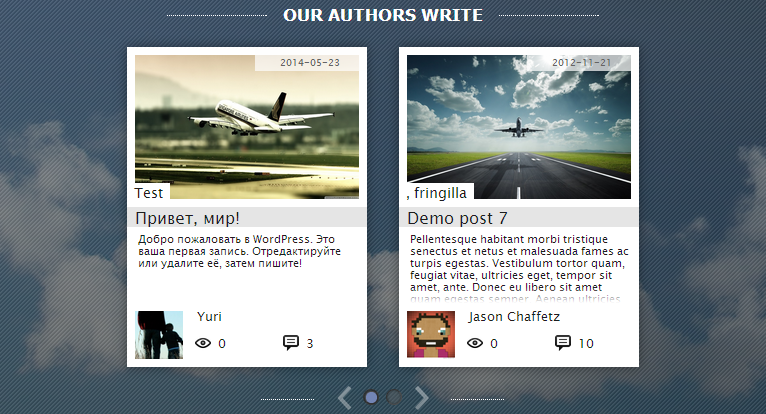 OUR AUTHORS WRITE
2014-05-23
Test
Привет, мир!
Добро пожаловать в WordPress. Это
ваша первая запись. Отредактируйте
или удалите её, затем пишите!
Yuri
0
3
2012-11-21
, fringilla
Demo post 7
Pellentesque habitant morbi tristique
senectus et netus et malesuada fames ac
turpis egestas. Vestibulum tortor quam,
feugiat vitae, ultricies eget, tempor sit
amet, ante. Donec eu libero sit amet
quam egestas semper. Aenean ultricies
Jason Chaffetz
0
10